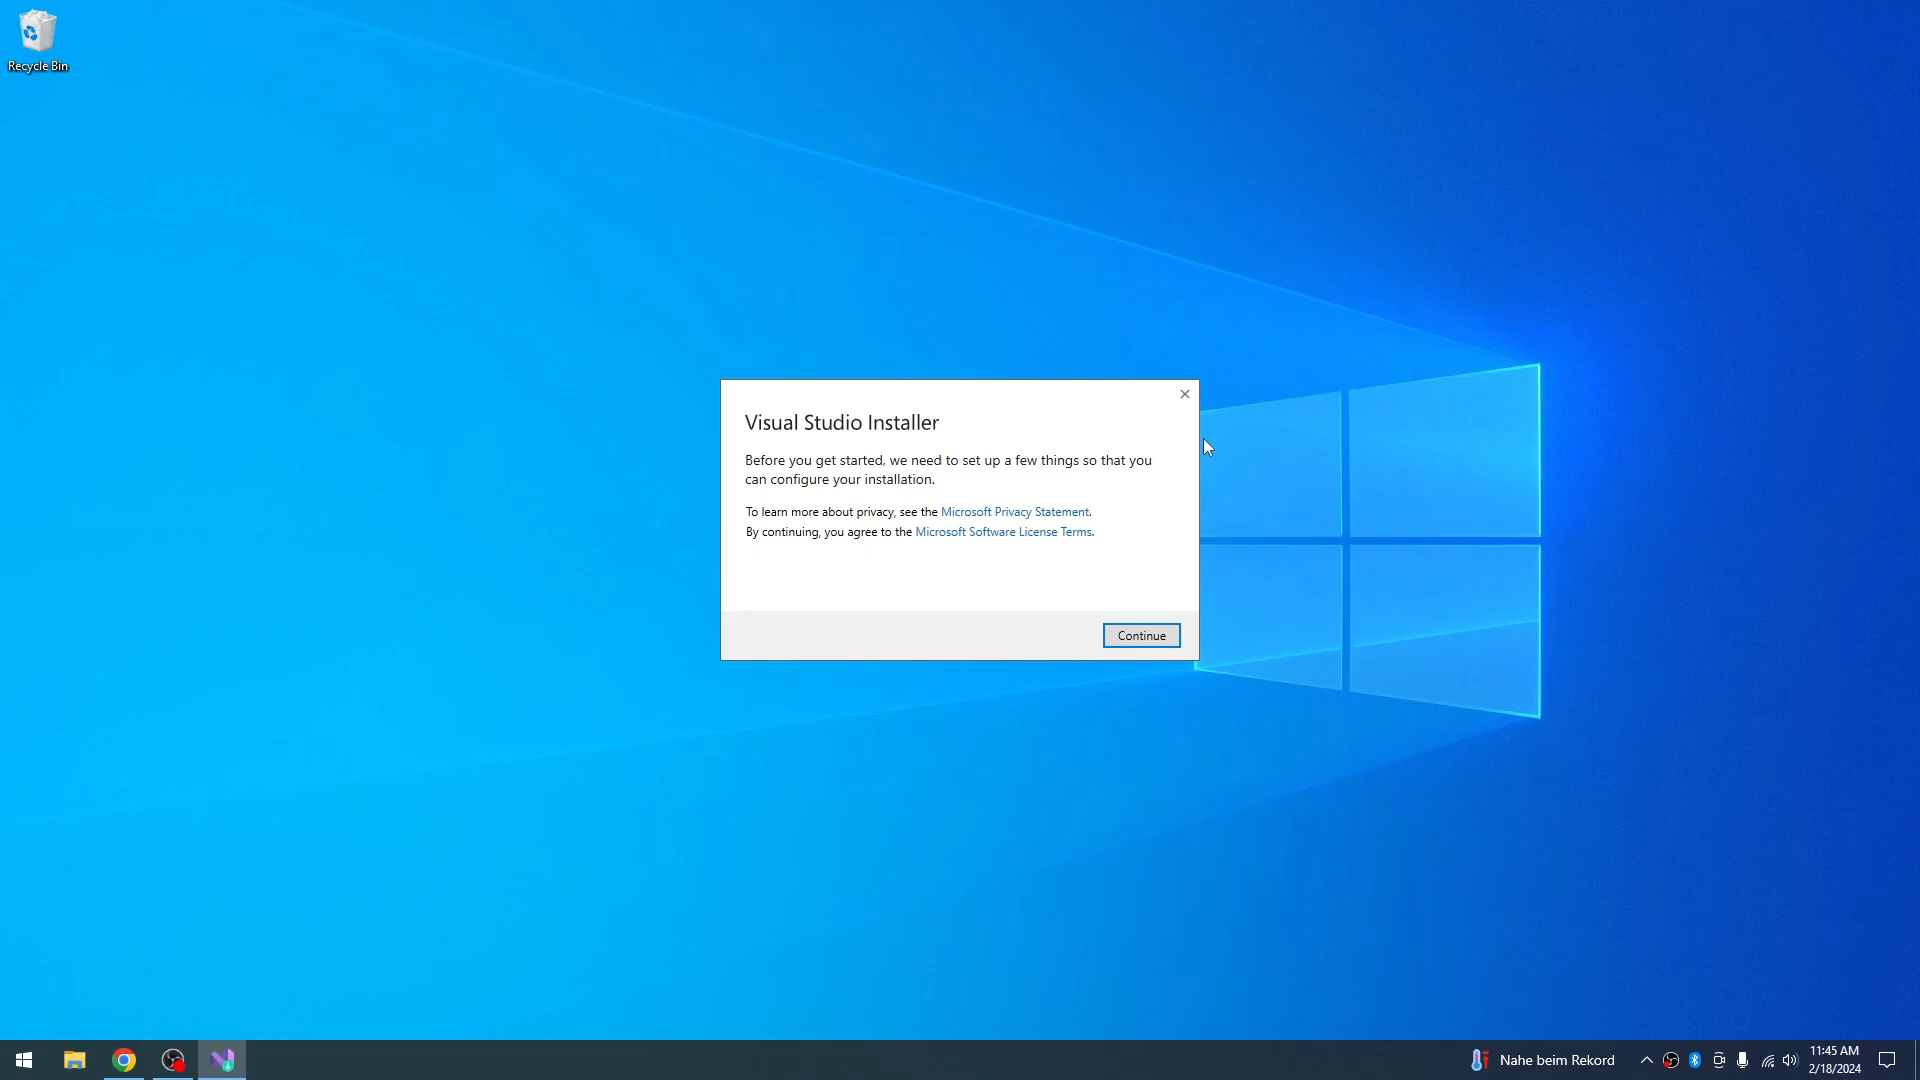 Recycle Bin
Visual Studio Installer
Before you get started, we need to set up a few things so that you
can configure your installation.
To learn more about privacy, see the Microsoft Privacy Statement.
By continuing, you agree to the Microsoft Software License Terms.
Continue
Nahe beim Rekord
11:45 AM
2/18/2024